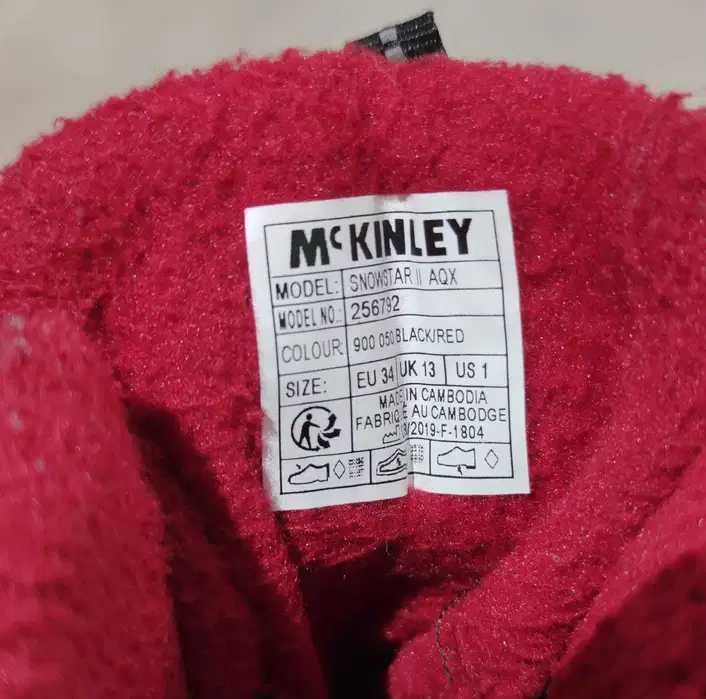 McKINLEY
MODEL: SNOWSTAR II AQX
MODEL NO.: 256792
COLOUR: 900 050 BLACK/RED
SIZE: EU 34 UK 13 US 1
MADE IN CAMBODIA
FABRIQUÉ AU CAMBODGE
/2019-F-1804